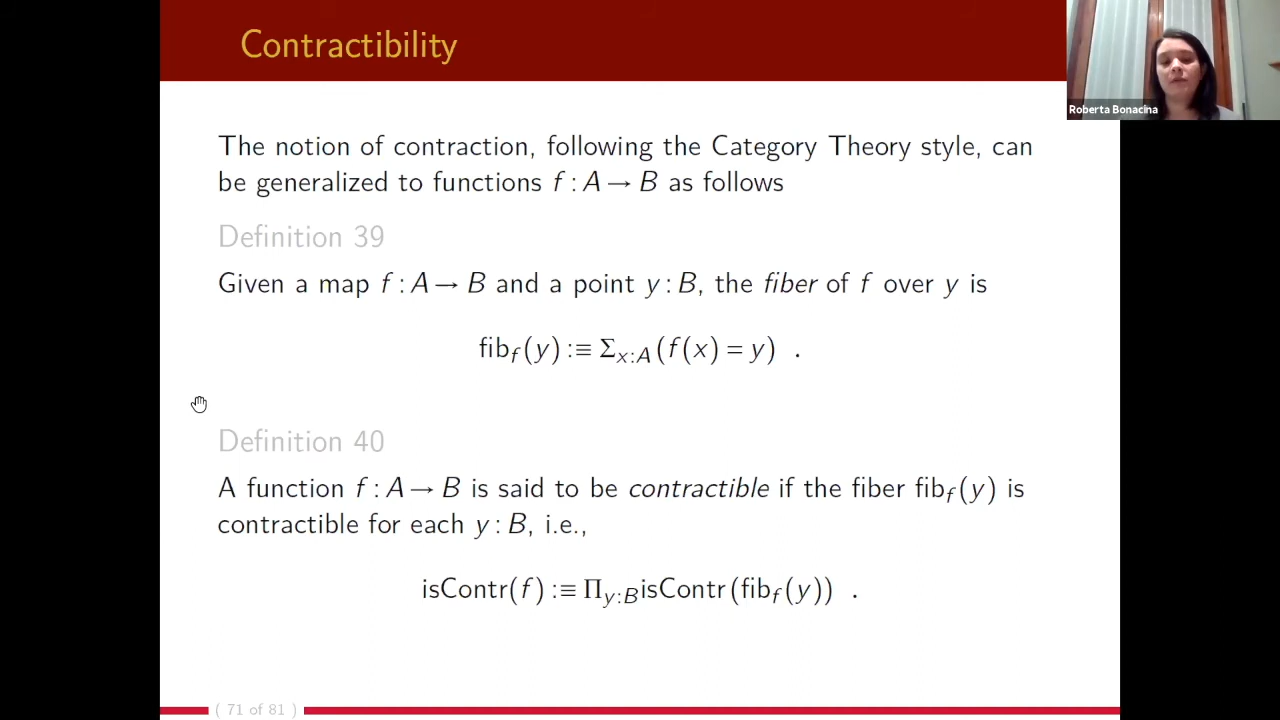 Contractibility
Roberta Bonacina
The notion of contraction, following the Category Theory style, can
be generalized to functions f : A → B as follows
Definition 39
Given a map f : A → B and a point y : B, the fiber of f over y is
fib_f(y) :≡ Σ_{x:A}(f(x) = y) .
Definition 40
A function f : A → B is said to be contractible if the fiber fib_f(y) is
contractible for each y : B, i.e.,
isContr(f) :≡ Π_{y:B}isContr(fib_f(y)) .
( 71 of 81 )